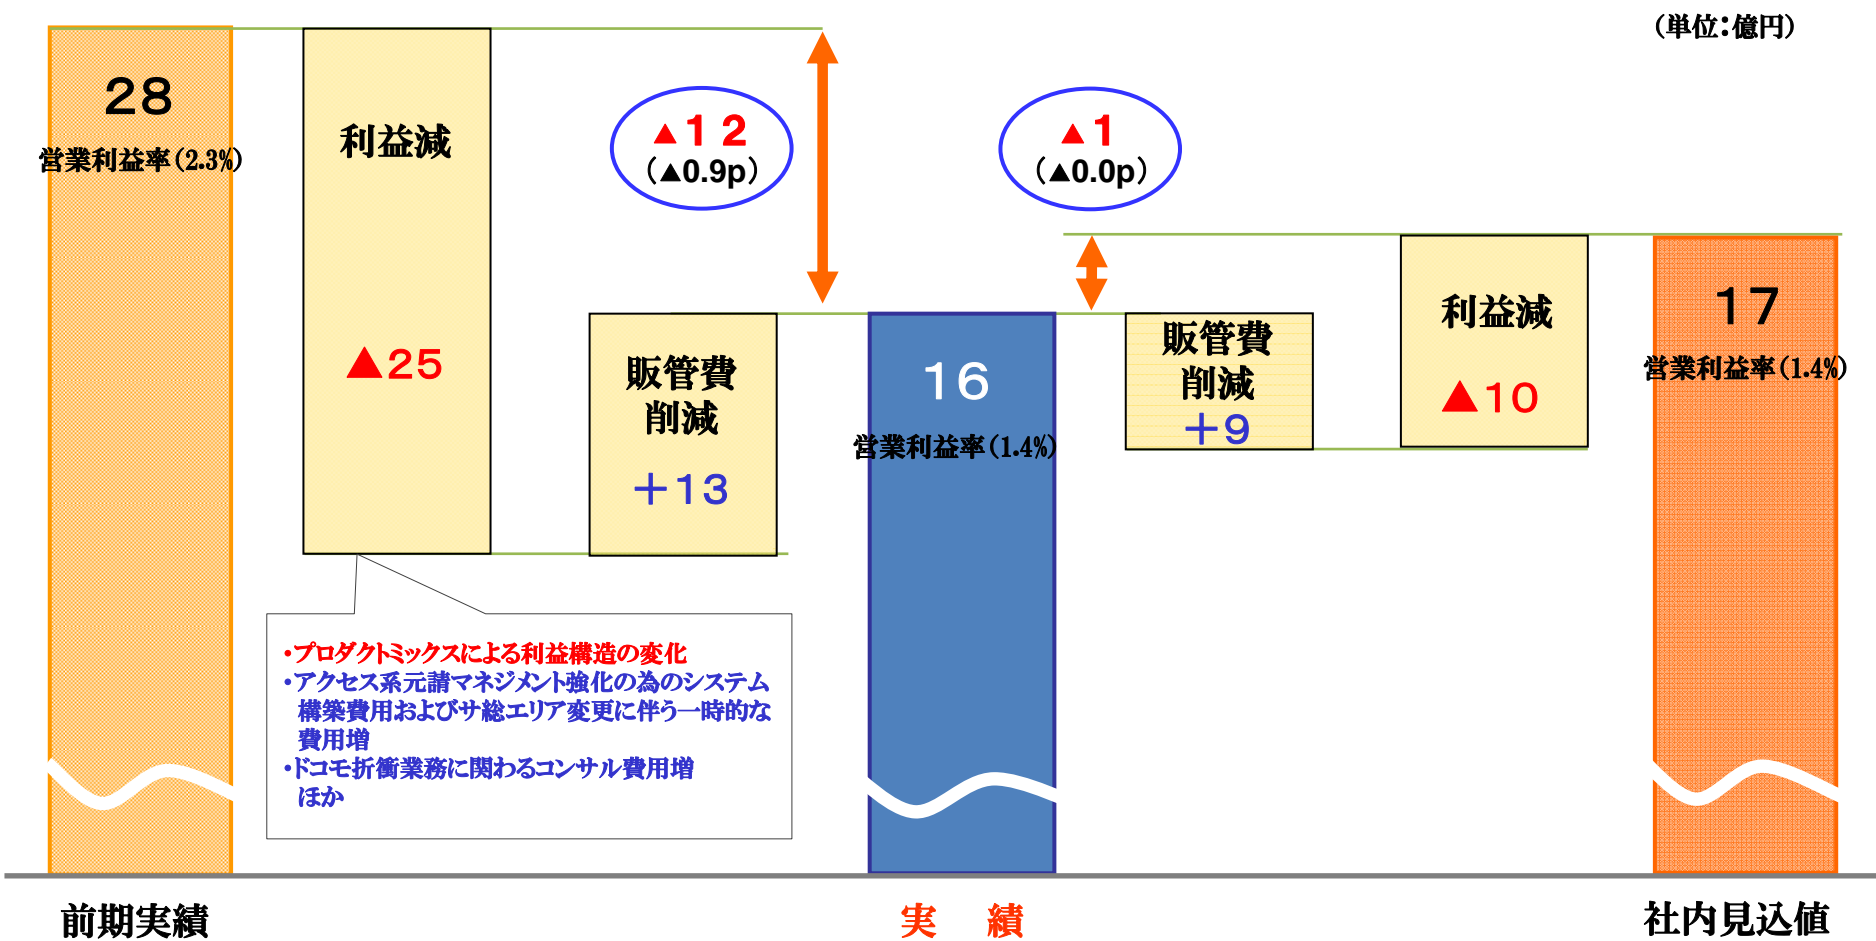 （単位：億円）
28
営業利益率（2.3%）
利益減
▲25
▲１２
（▲0.9p）
販管費
削減
＋13
16
営業利益率（1.4%）
▲1
（▲0.0p）
販管費
削減
＋9
利益減
▲10
17
営業利益率（1.4%）
・プロダクトミックスによる利益構造の変化
・アクセス系元請マネジメント強化の為のシステム
構築費用およびサ総エリア変更に伴う一時的な
費用増
・ドコモ折衝業務に関わるコンサル費用増
ほか
前期実績
実　績
社内見込値